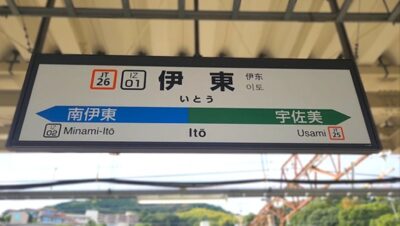 JT 26 IZ 01 伊東 伊东
이토
いとう
南伊東 宇佐美
IZ 02 Minami-Itō Itō Usami JT 25